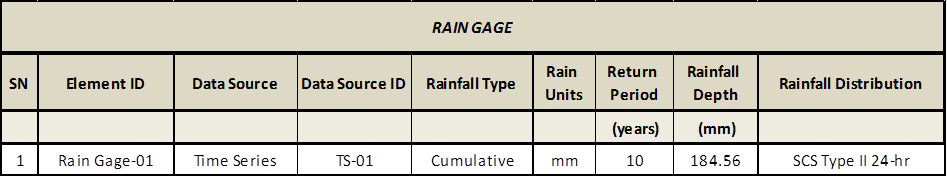 RAIN GAGE
SN Element ID Data Source Data Source ID Rainfall Type Rain Units Return Period Rainfall Depth Rainfall Distribution
(years) (mm)
1 Rain Gage-01 Time Series TS-01 Cumulative mm 10 184.56 SCS Type II 24-hr